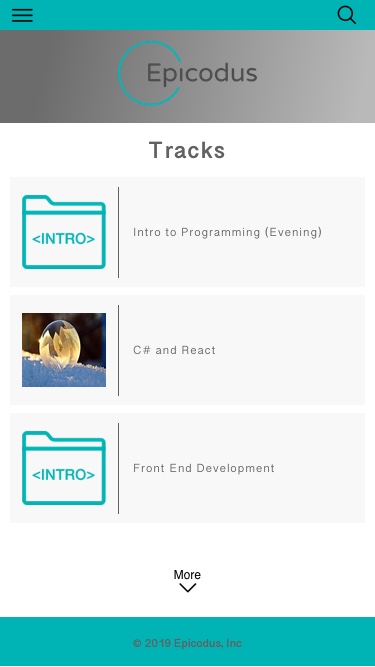 Epicodus
Tracks
<INTRO>
Intro to Programming (Evening)
C# and React
<INTRO>
Front End Development
More
© 2019 Epicodus, Inc